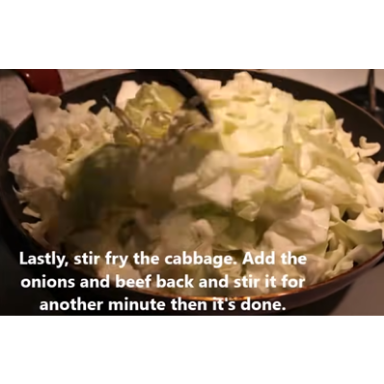 Lastly, stir fry the cabbage. Add the
onions and beef back and stir it for
another minute then it's done.